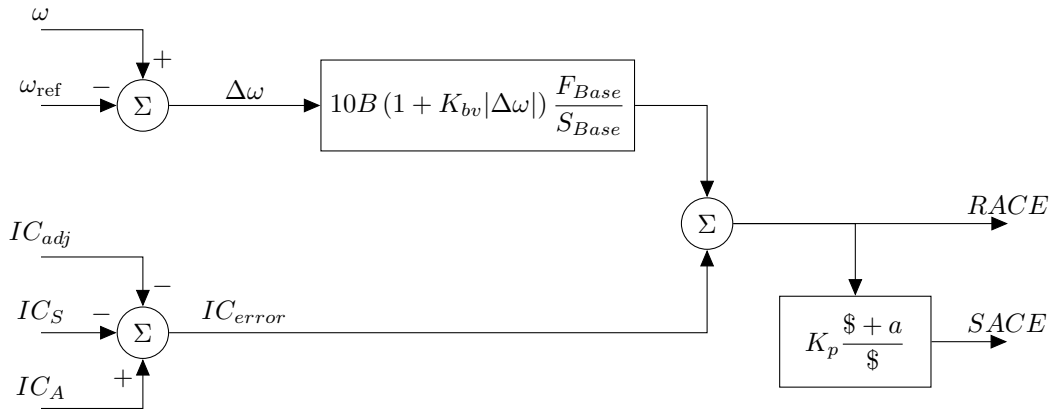 ω
+
ω_ref
−
Σ
Δω
10B (1 + K_bv|Δω|) F_Base/S_Base
Σ
RACE
IC_adj
−
IC_S
−
Σ
IC_error
IC_A
+
K_p ($ + a)/$
SACE